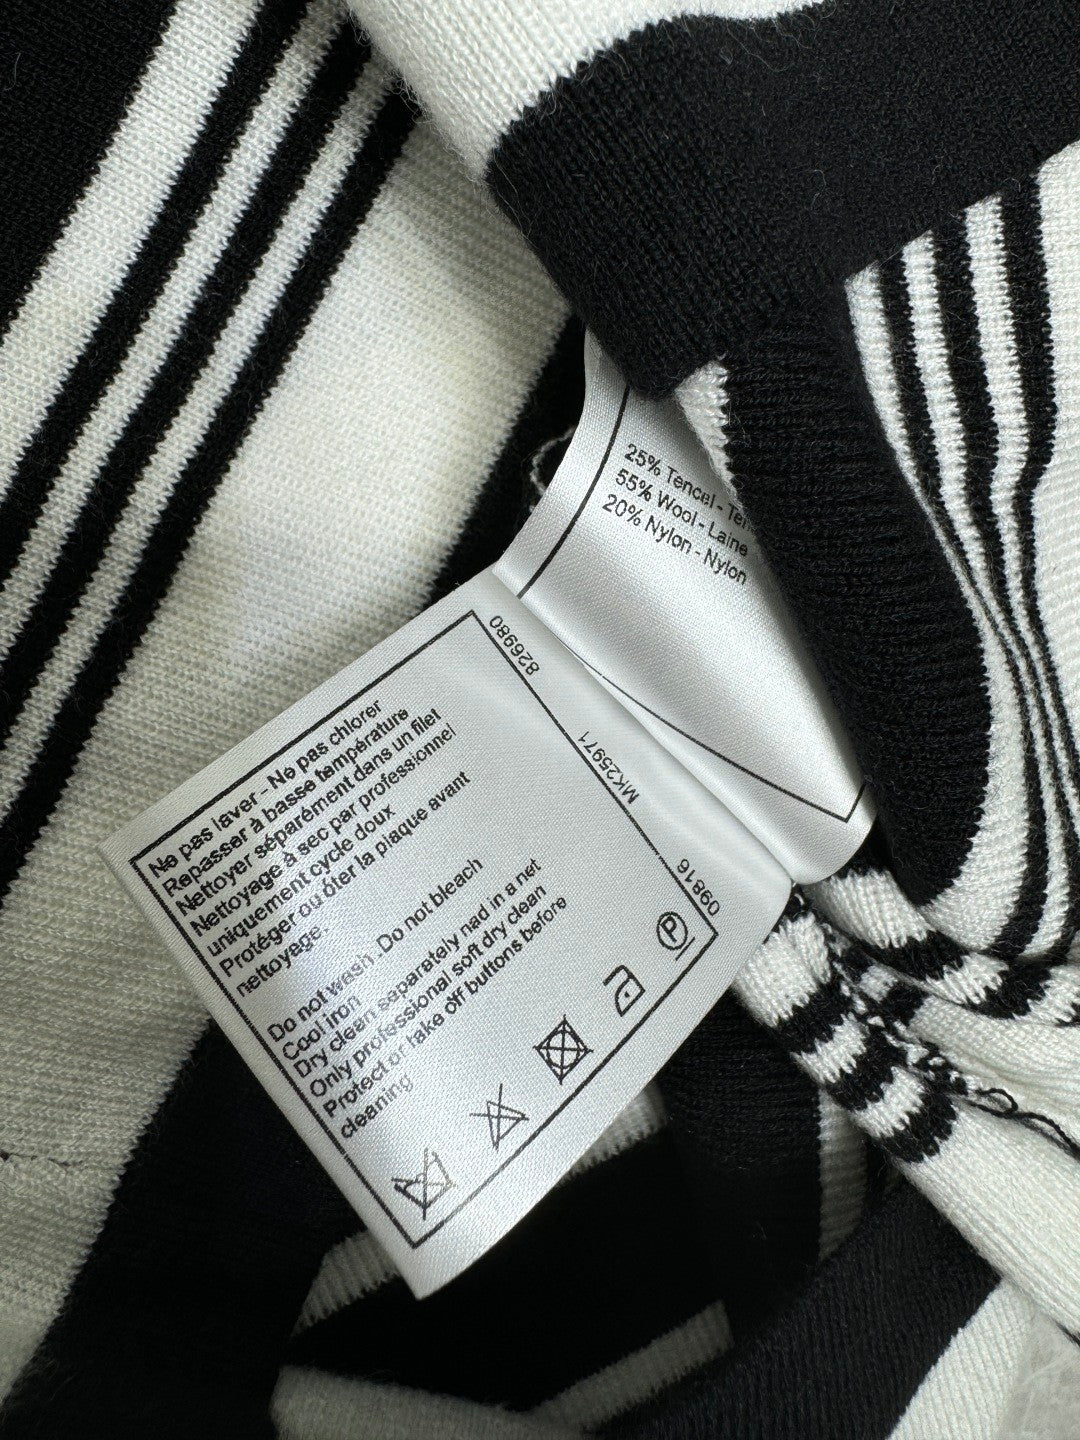 25% Tencel - Te
55% Wool - Laine
20% Nylon - Nylon
826980
MK25971
09816
Ne pas laver - Ne pas chlorer
Repasser à basse température
Nettoyer séparément dans un filet
Nettoyage à sec par professionnel
uniquement cycle doux
Protéger ou ôter la plaque avant
nettoyage.
Do not wash .Do not bleach
Cool iron
Dry clean separately nad in a net
Only professional soft dry clean
Protect or take off buttons before
cleaning
P